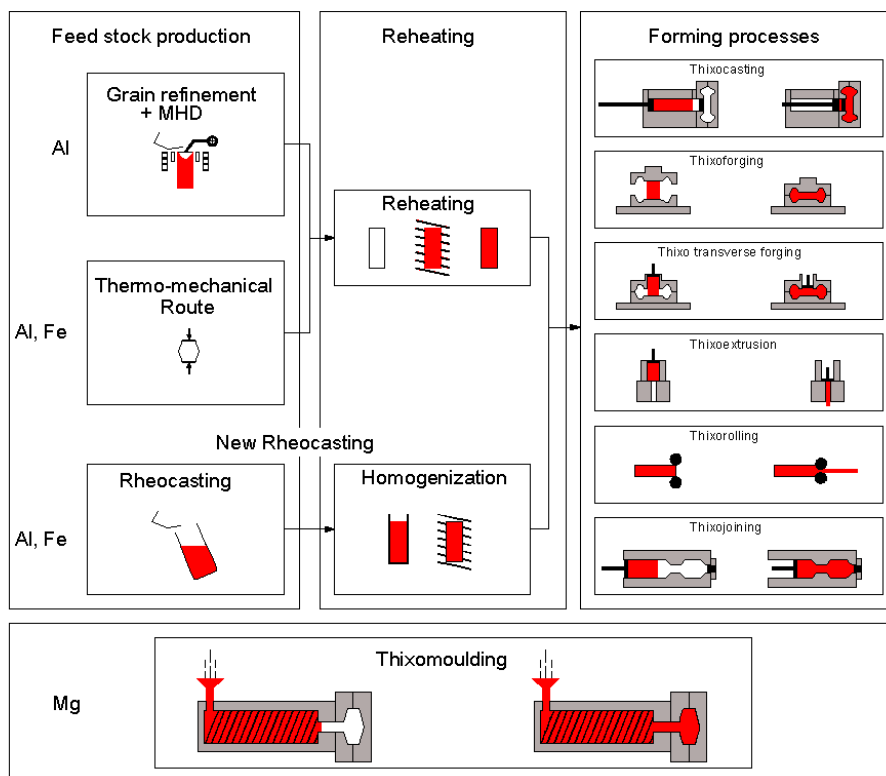 Feed stock production
Reheating
Forming processes
Al
Grain refinement
+ MHD
Al, Fe
Thermo-mechanical
Route
New Rheocasting
Al, Fe
Rheocasting
Reheating
Homogenization
Thixocasting
Thixoforging
Thixo transverse forging
Thixoextrusion
Thixorolling
Thixojoining
Mg
Thixomoulding